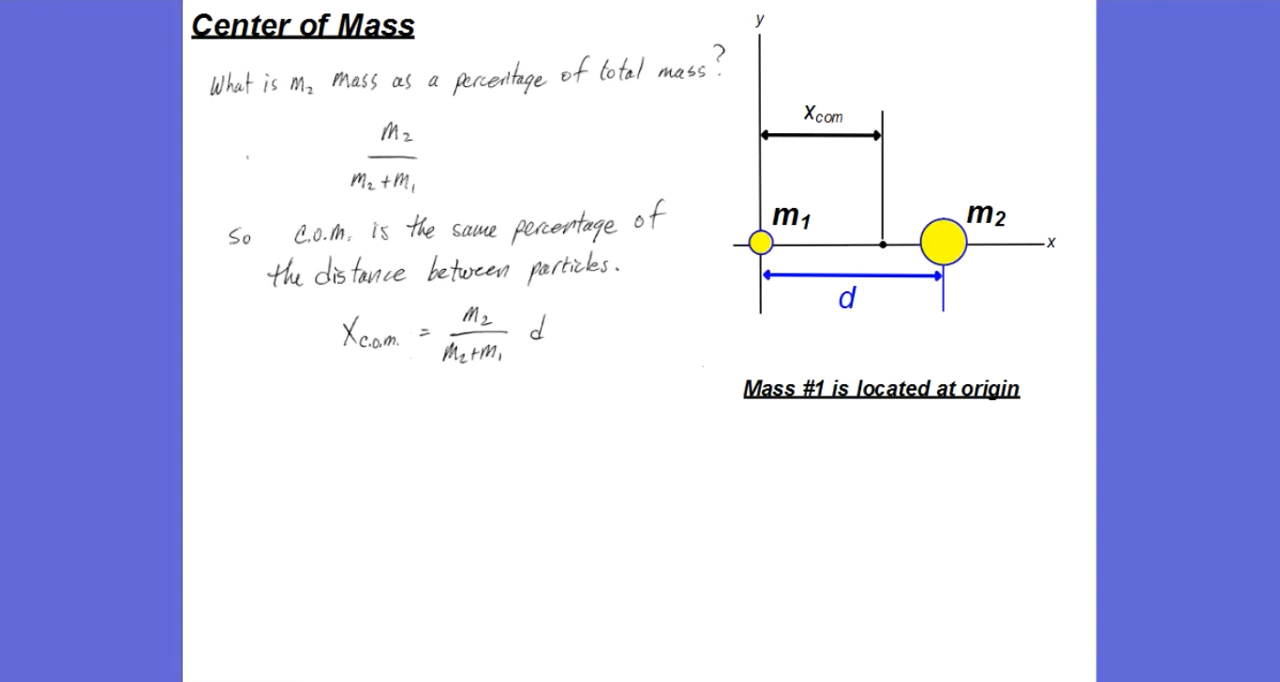 Center of Mass
What is m₂ mass as a percentage of total mass?
m₂
m₂+m₁
So c.o.m. is the same percentage of
the distance between particles.
Xc.o.m. = m₂ d
m₂+m₁
y
Xcom
m₁
m₂
x
d
Mass #1 is located at origin